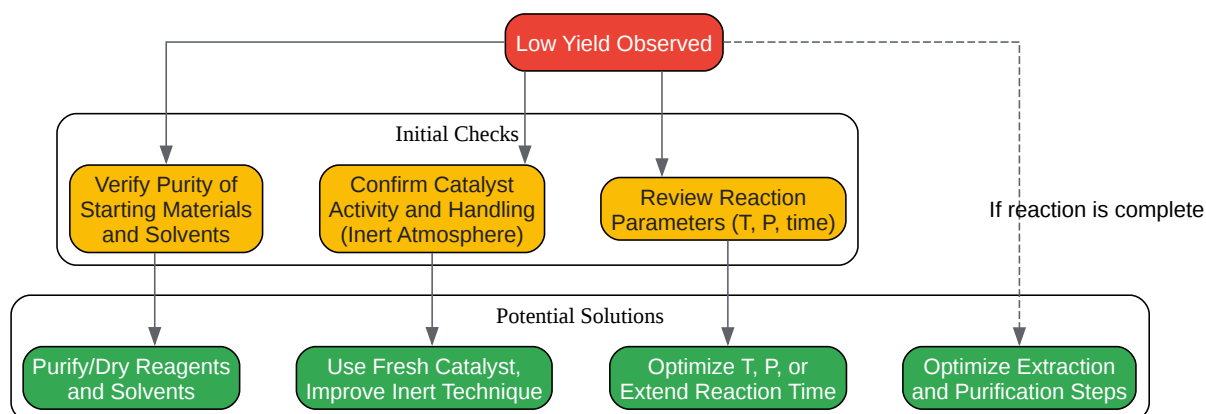 Low Yield Observed
Initial Checks
Verify Purity of
Starting Materials
and Solvents
Confirm Catalyst
Activity and Handling
(Inert Atmosphere)
Review Reaction
Parameters (T, P, time)
If reaction is complete
Potential Solutions
Purify/Dry Reagents
and Solvents
Use Fresh Catalyst,
Improve Inert Technique
Optimize T, P, or
Extend Reaction Time
Optimize Extraction
and Purification Steps